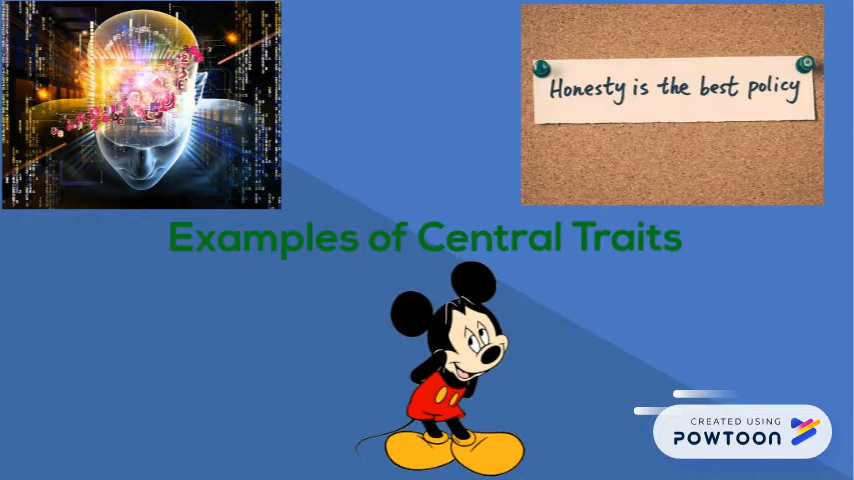 Honesty is the best policy
Examples of Central Traits
CREATED USING
POWTOON